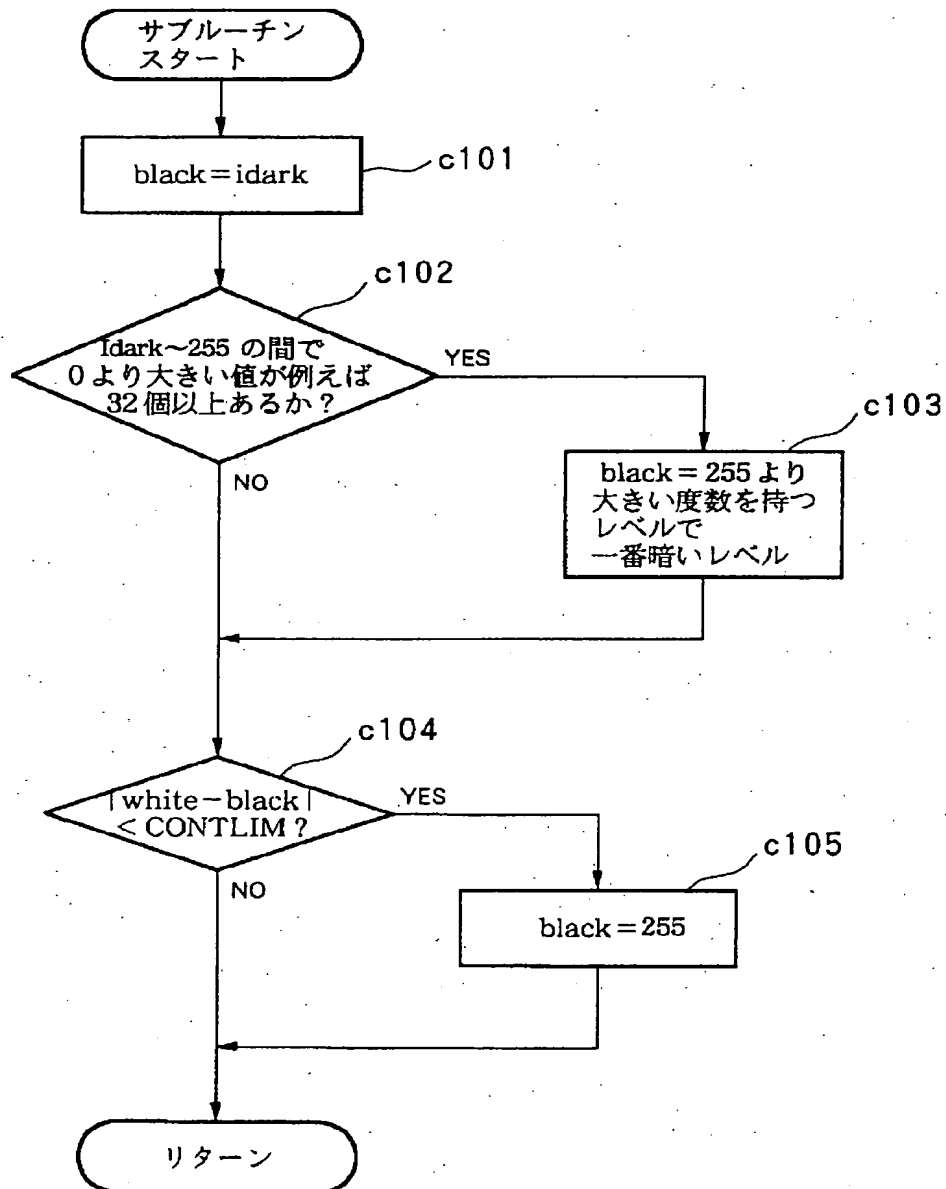 サブルーチン
スタート
black=idark
c101
c102
Idark~255 の間で
0 より大きい値が例えば
32個以上あるか?
YES
NO
c103
black = 255 より
大きい度数を持つ
レベルで
一番暗いレベル
c104
|white-black|
< CONTLIM?
YES
NO
c105
black=255
リターン